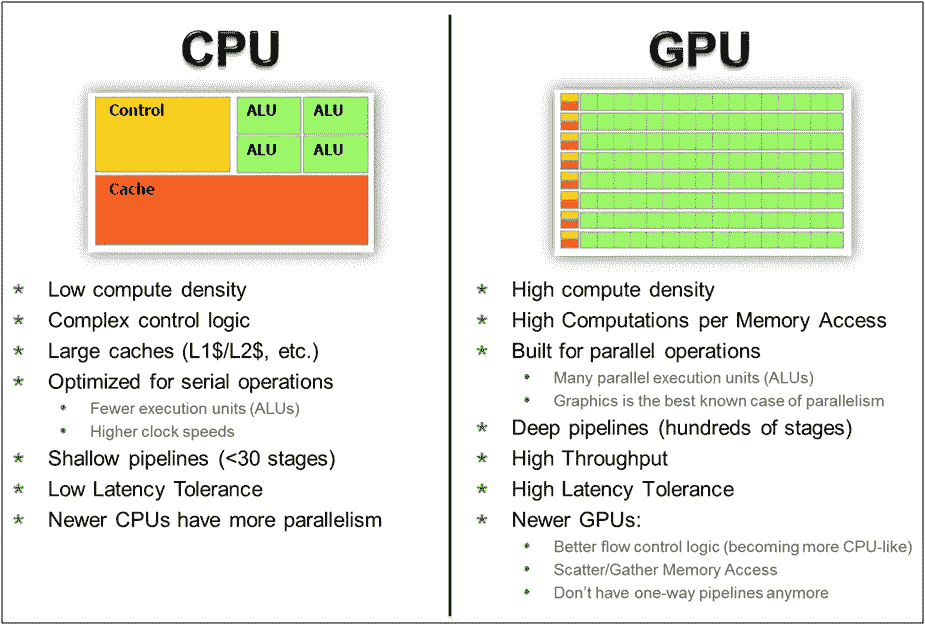 CPU
Control
ALU
ALU
ALU
ALU
Cache
* Low compute density
* Complex control logic
* Large caches (L1$/L2$, etc.)
* Optimized for serial operations
• Fewer execution units (ALUs)
• Higher clock speeds
* Shallow pipelines (<30 stages)
* Low Latency Tolerance
* Newer CPUs have more parallelism
GPU
* High compute density
* High Computations per Memory Access
* Built for parallel operations
• Many parallel execution units (ALUs)
• Graphics is the best known case of parallelism
* Deep pipelines (hundreds of stages)
* High Throughput
* High Latency Tolerance
* Newer GPUs:
• Better flow control logic (becoming more CPU-like)
• Scatter/Gather Memory Access
• Don't have one-way pipelines anymore